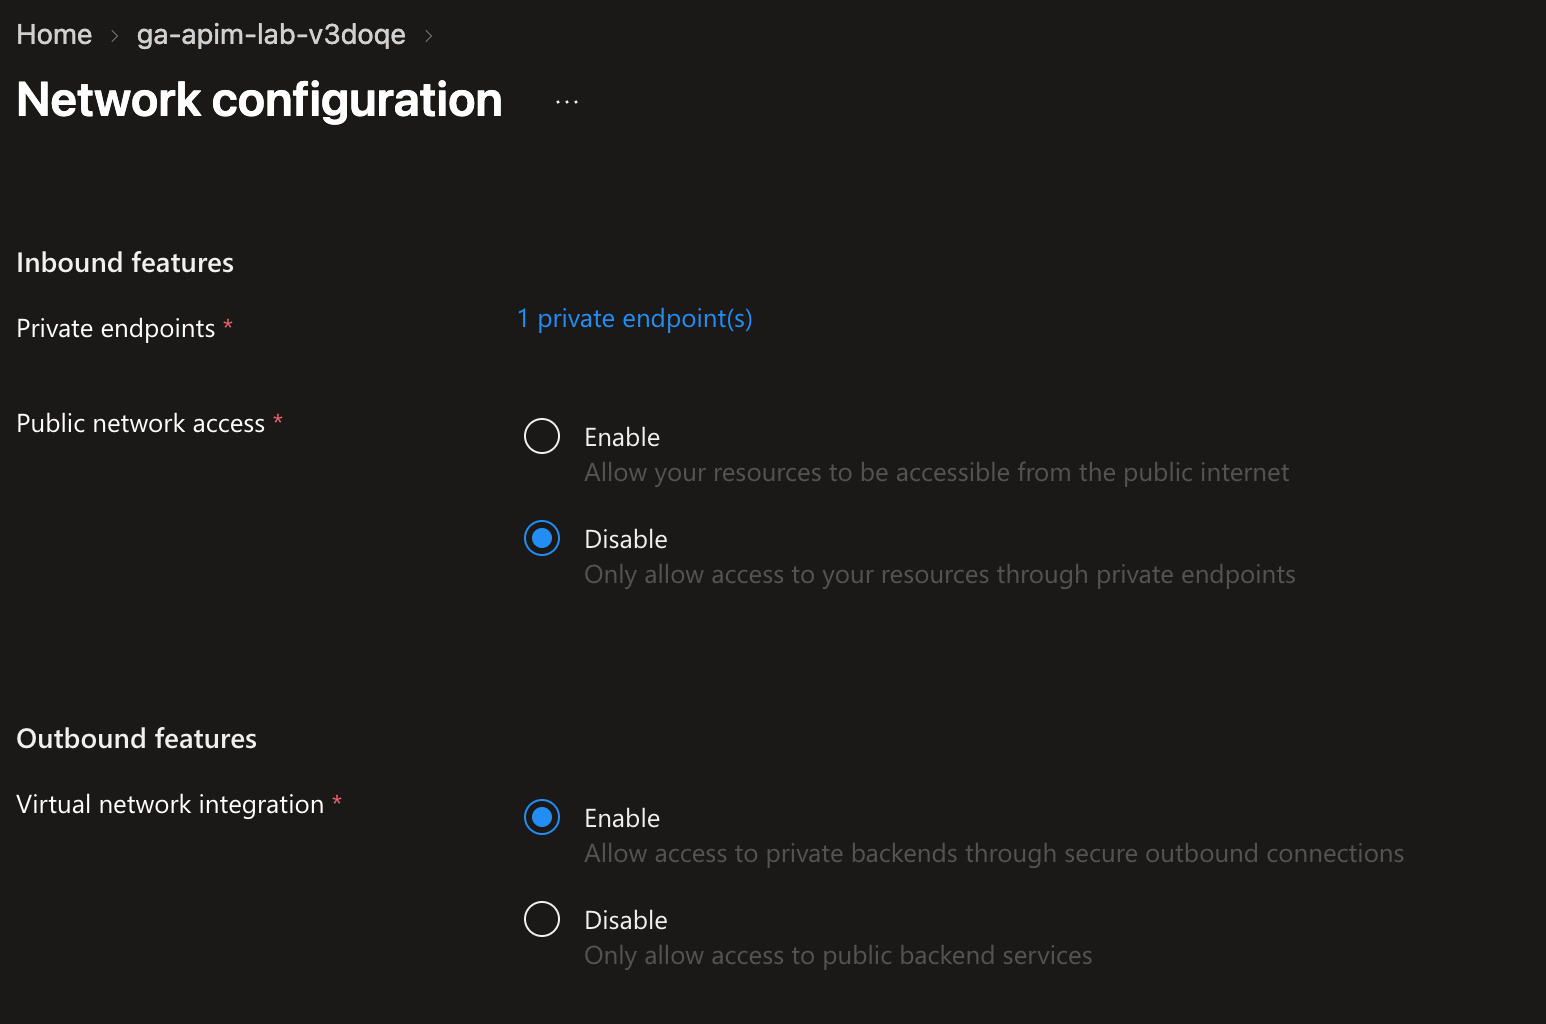 Home > ga-apim-lab-v3doqe >
Network configuration ...
Inbound features
Private endpoints *
1 private endpoint(s)
Public network access *
Enable
Allow your resources to be accessible from the public internet
Disable
Only allow access to your resources through private endpoints
Outbound features
Virtual network integration *
Enable
Allow access to private backends through secure outbound connections
Disable
Only allow access to public backend services